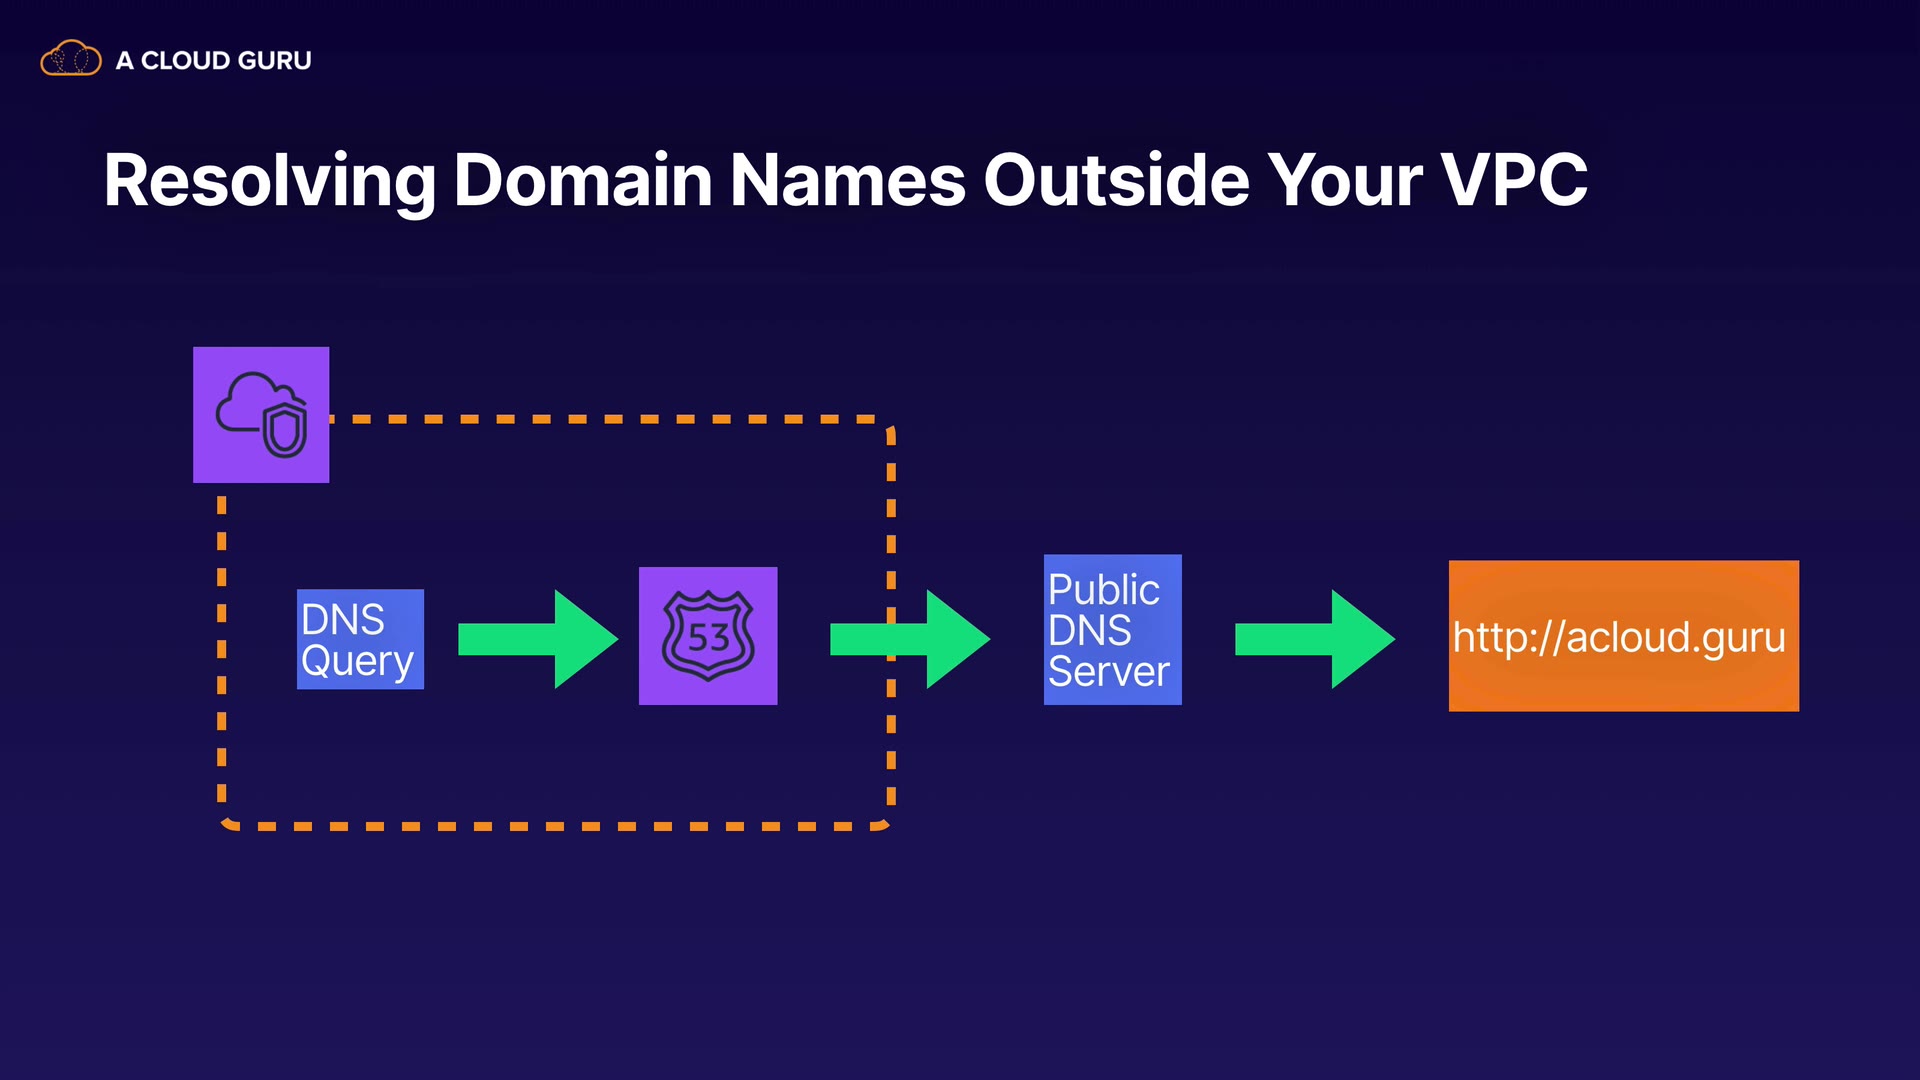 A CLOUD GURU
Resolving Domain Names Outside Your VPC
DNS
Query
53
Public
DNS
Server
http://acloud.guru